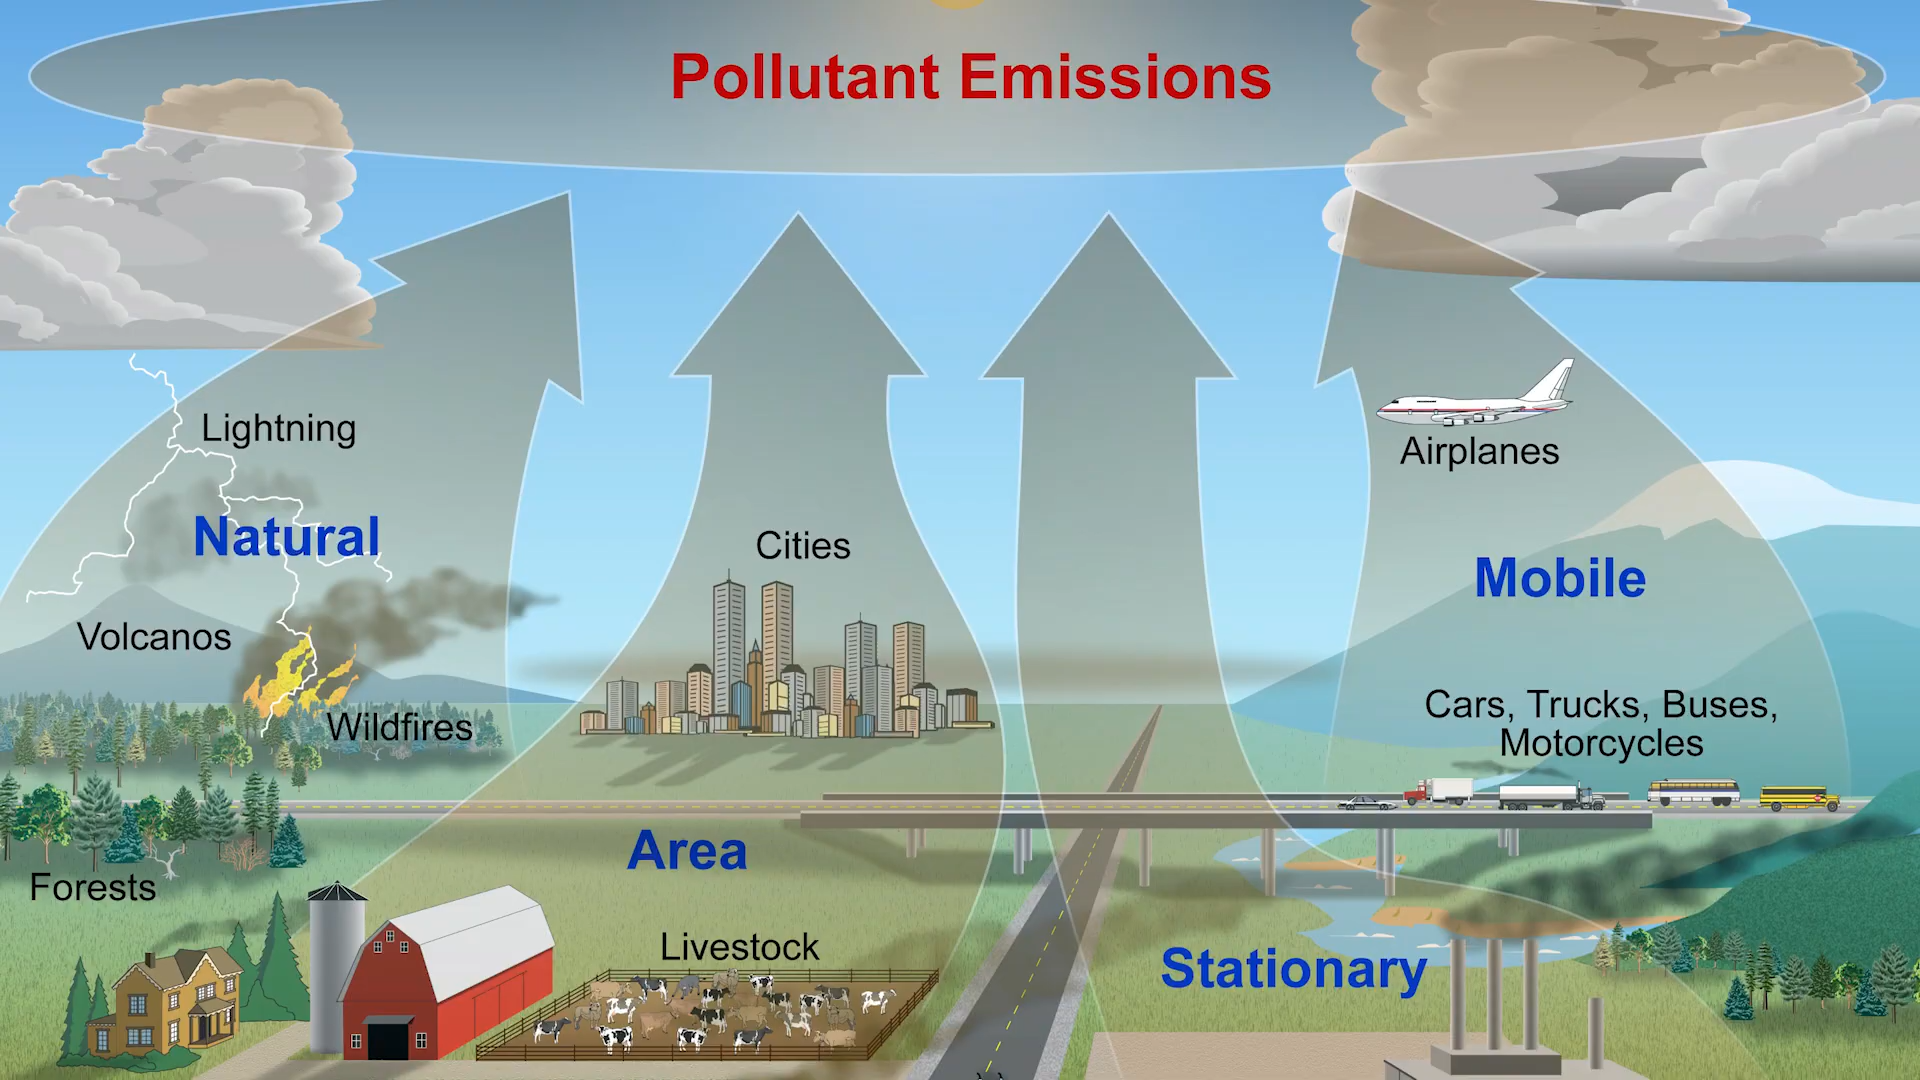 Pollutant Emissions
Lightning
Natural
Volcanos
Wildfires
Forests
Cities
Area
Livestock
Airplanes
Mobile
Cars, Trucks, Buses,
Motorcycles
Stationary